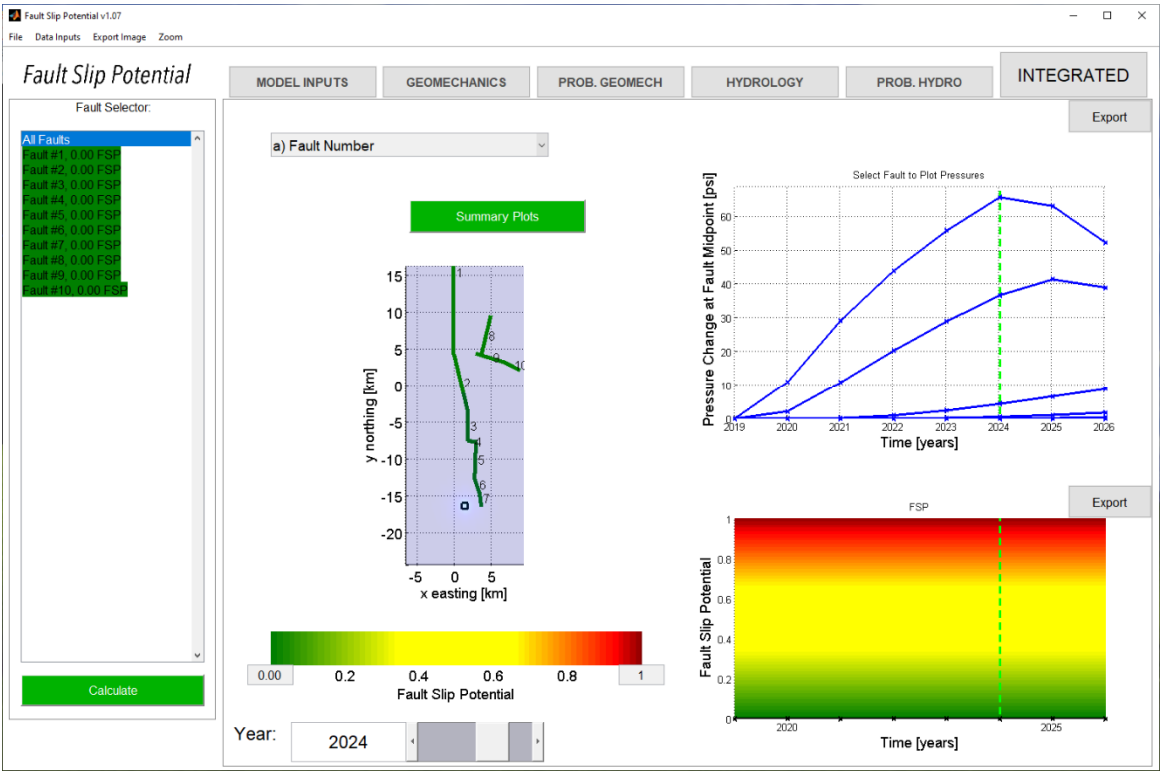 Fault Slip Potential v1.07
File Data Inputs Export Image Zoom
Fault Slip Potential
MODEL INPUTS
GEOMECHANICS
PROB. GEOMECH
HYDROLOGY
PROB. HYDRO
INTEGRATED
Fault Selector:
All Faults
Fault #1, 0.00 FSP
Fault #2, 0.00 FSP
Fault #3, 0.00 FSP
Fault #4, 0.00 FSP
Fault #5, 0.00 FSP
Fault #6, 0.00 FSP
Fault #7, 0.00 FSP
Fault #8, 0.00 FSP
Fault #9, 0.00 FSP
Fault #10, 0.00 FSP
Calculate
a) Fault Number
Summary Plots
15
10
5
0
-5
-10
-15
-20
y northing [km]
1
2
3
4
5
6
7
8
9
10
-5 0 5
x easting [km]
0.00 0.2 0.4 0.6 0.8 1
Fault Slip Potential
Year: 2024
Export
Select Fault to Plot Pressures
Pressure Change at Fault Midpoint [psi]
60
50
40
30
20
10
0
2019 2020 2021 2022 2023 2024 2025 2026
Time [years]
Export
FSP
Fault Slip Potential
1
0.8
0.6
0.4
0.2
0
2020 2025
Time [years]